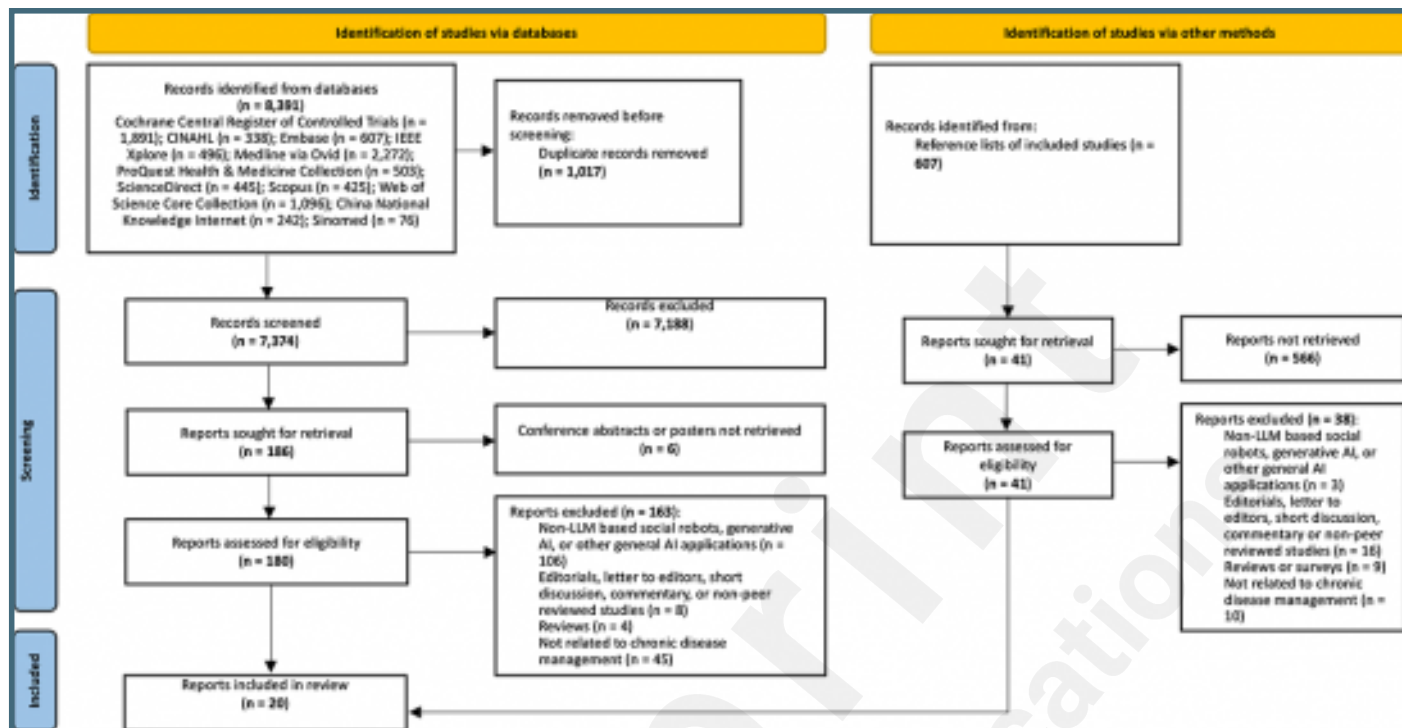 Identification of studies via databases
Identification of studies via other methods
Identification
Records identified from databases
(n = 8,391)
Cochrane Central Register of Controlled Trials (n =
1,891); CINAHL (n = 338); Embase (n = 607); IEEE
Xplore (n = 496); Medline via Ovid (n = 2,272);
ProQuest Health & Medicine Collection (n = 503);
ScienceDirect (n = 445); Scopus (n = 425); Web of
Science Core Collection (n = 1,096); China National
Knowledge Internet (n = 242); Sinomed (n = 76)
Records removed before
screening:
Duplicate records removed
(n = 1,017)
Records identified from:
Reference lists of included studies (n =
607)
Screening
Records screened
(n = 7,374)
Records excluded
(n = 7,188)
Reports sought for retrieval
(n = 41)
Reports not retrieved
(n = 566)
Reports sought for retrieval
(n = 186)
Conference abstracts or posters not retrieved
(n = 6)
Reports assessed for
eligibility
(n = 41)
Reports excluded (n = 38):
Non-LLM based social
robots, generative AI, or
other general AI
applications (n = 3)
Editorials, letter to
editors, short discussion,
commentary or non-peer
reviewed studies (n = 16)
Reviews or surveys (n = 9)
Not related to chronic
disease management (n =
10)
Reports assessed for eligibility
(n = 180)
Reports excluded (n = 163):
Non-LLM based social robots, generative
AI, or other general AI applications (n =
106)
Editorials, letter to editors, short
discussion, commentary, or non-peer
reviewed studies (n = 8)
Reviews (n = 4)
Not related to chronic disease
management (n = 45)
Included
Reports included in review
(n = 20)